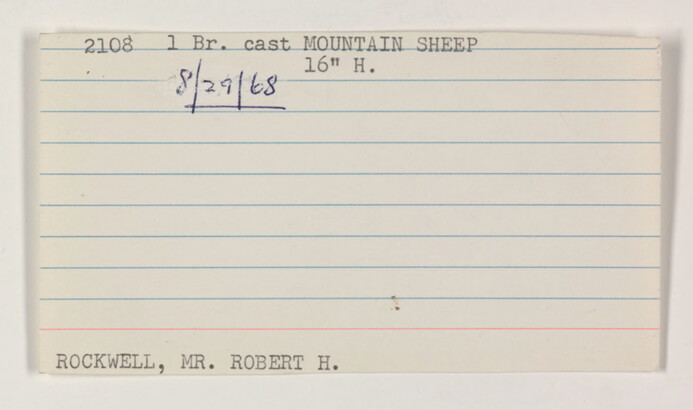 2108 1 Br. cast MOUNTAIN SHEEP
16" H.
8/29/68
ROCKWELL, MR. ROBERT H.